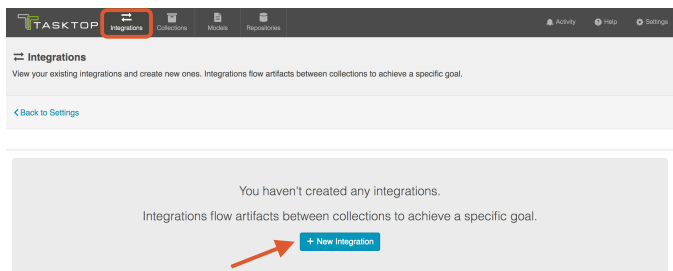 TASKTOP
Integrations
Collections
Models
Repositories
Activity
Help
Settings
Integrations
View your existing integrations and create new ones. Integrations flow artifacts between collections to achieve a specific goal.
Back to Settings
You haven't created any integrations.
Integrations flow artifacts between collections to achieve a specific goal.
+ New Integration